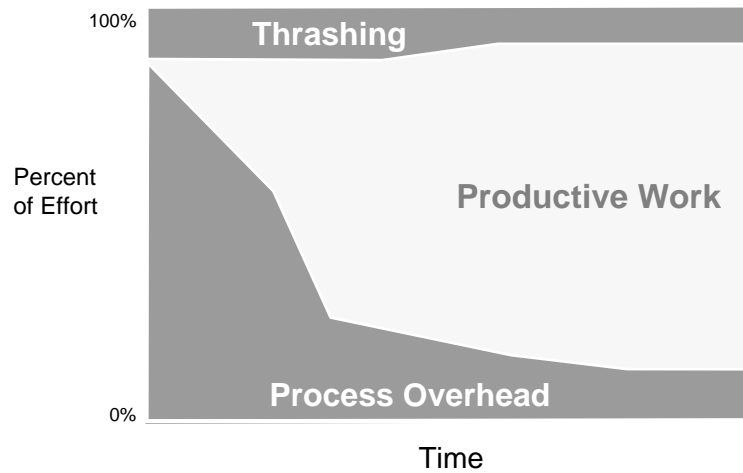 100%
Thrashing
Percent
of Effort
Productive Work
Process Overhead
0%
Time